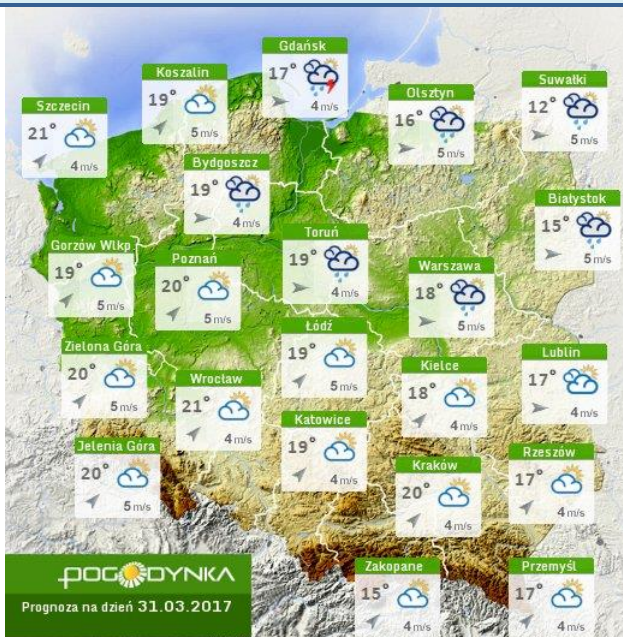 Gdańsk
17°
4 m/s
Koszalin
19°
5 m/s
Suwałki
12°
5 m/s
Olsztyn
16°
5 m/s
Szczecin
21°
4 m/s
Bydgoszcz
19°
4 m/s
Białystok
15°
5 m/s
Toruń
19°
4 m/s
Gorzów Wlkp.
19°
5 m/s
Poznań
20°
5 m/s
Warszawa
18°
5 m/s
Łódź
19°
5 m/s
Zielona Góra
20°
5 m/s
Lublin
17°
4 m/s
Kielce
18°
4 m/s
Wrocław
21°
4 m/s
Katowice
19°
4 m/s
Jelenia Góra
20°
5 m/s
Rzeszów
17°
4 m/s
Kraków
20°
4 m/s
Zakopane
15°
4 m/s
Przemyśl
17°
4 m/s
POGODYNKA
Prognoza na dzień 31.03.2017